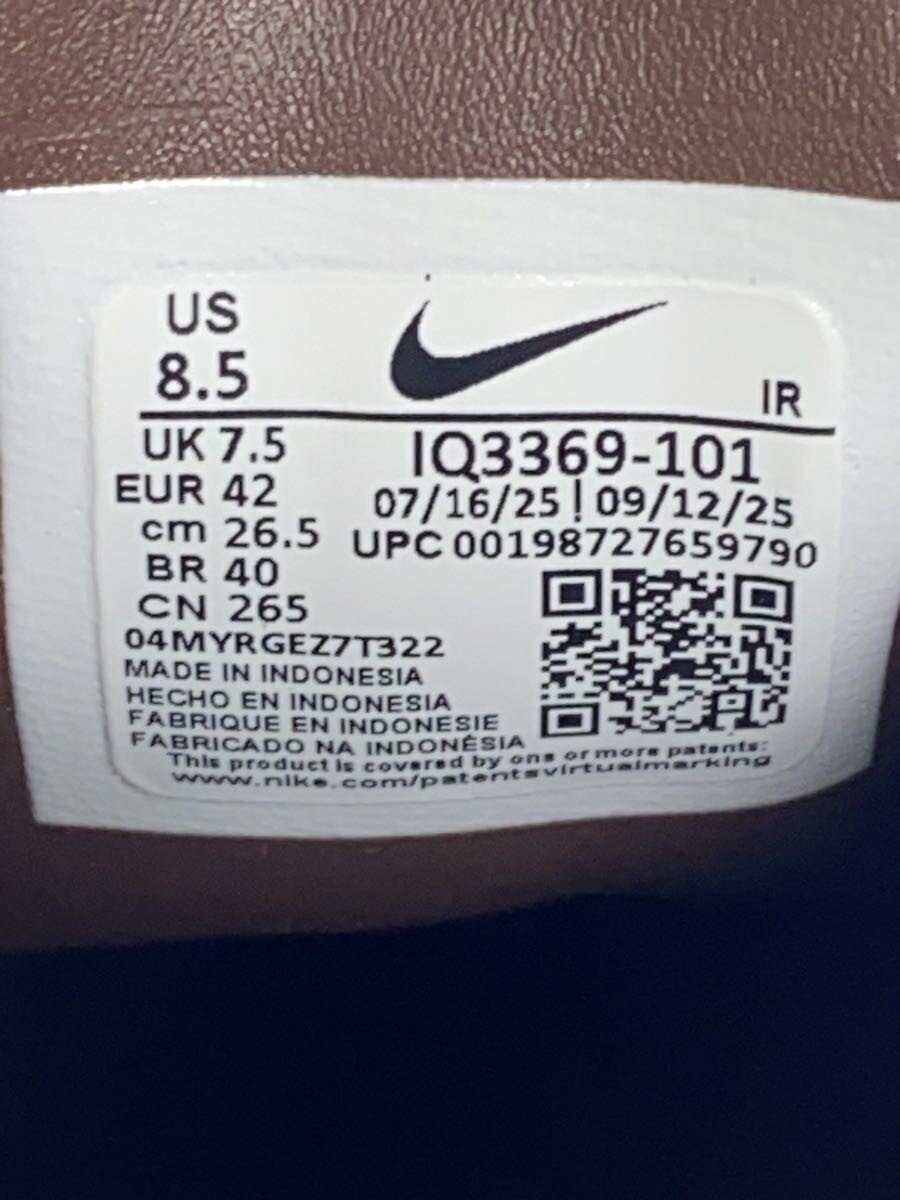 US
8.5
IR
UK 7.5
EUR 42
cm 26.5
BR 40
CN 265
IQ3369-101
07/16/25 | 09/12/25
UPC 00198727659790
04MYRGEZ7T322
MADE IN INDONESIA
HECHO EN INDONESIA
FABRIQUE EN INDONESIE
FABRICADO NA INDONÉSIA
This product is covered by one or more patents:
www.nike.com/patentsvirtualmarking